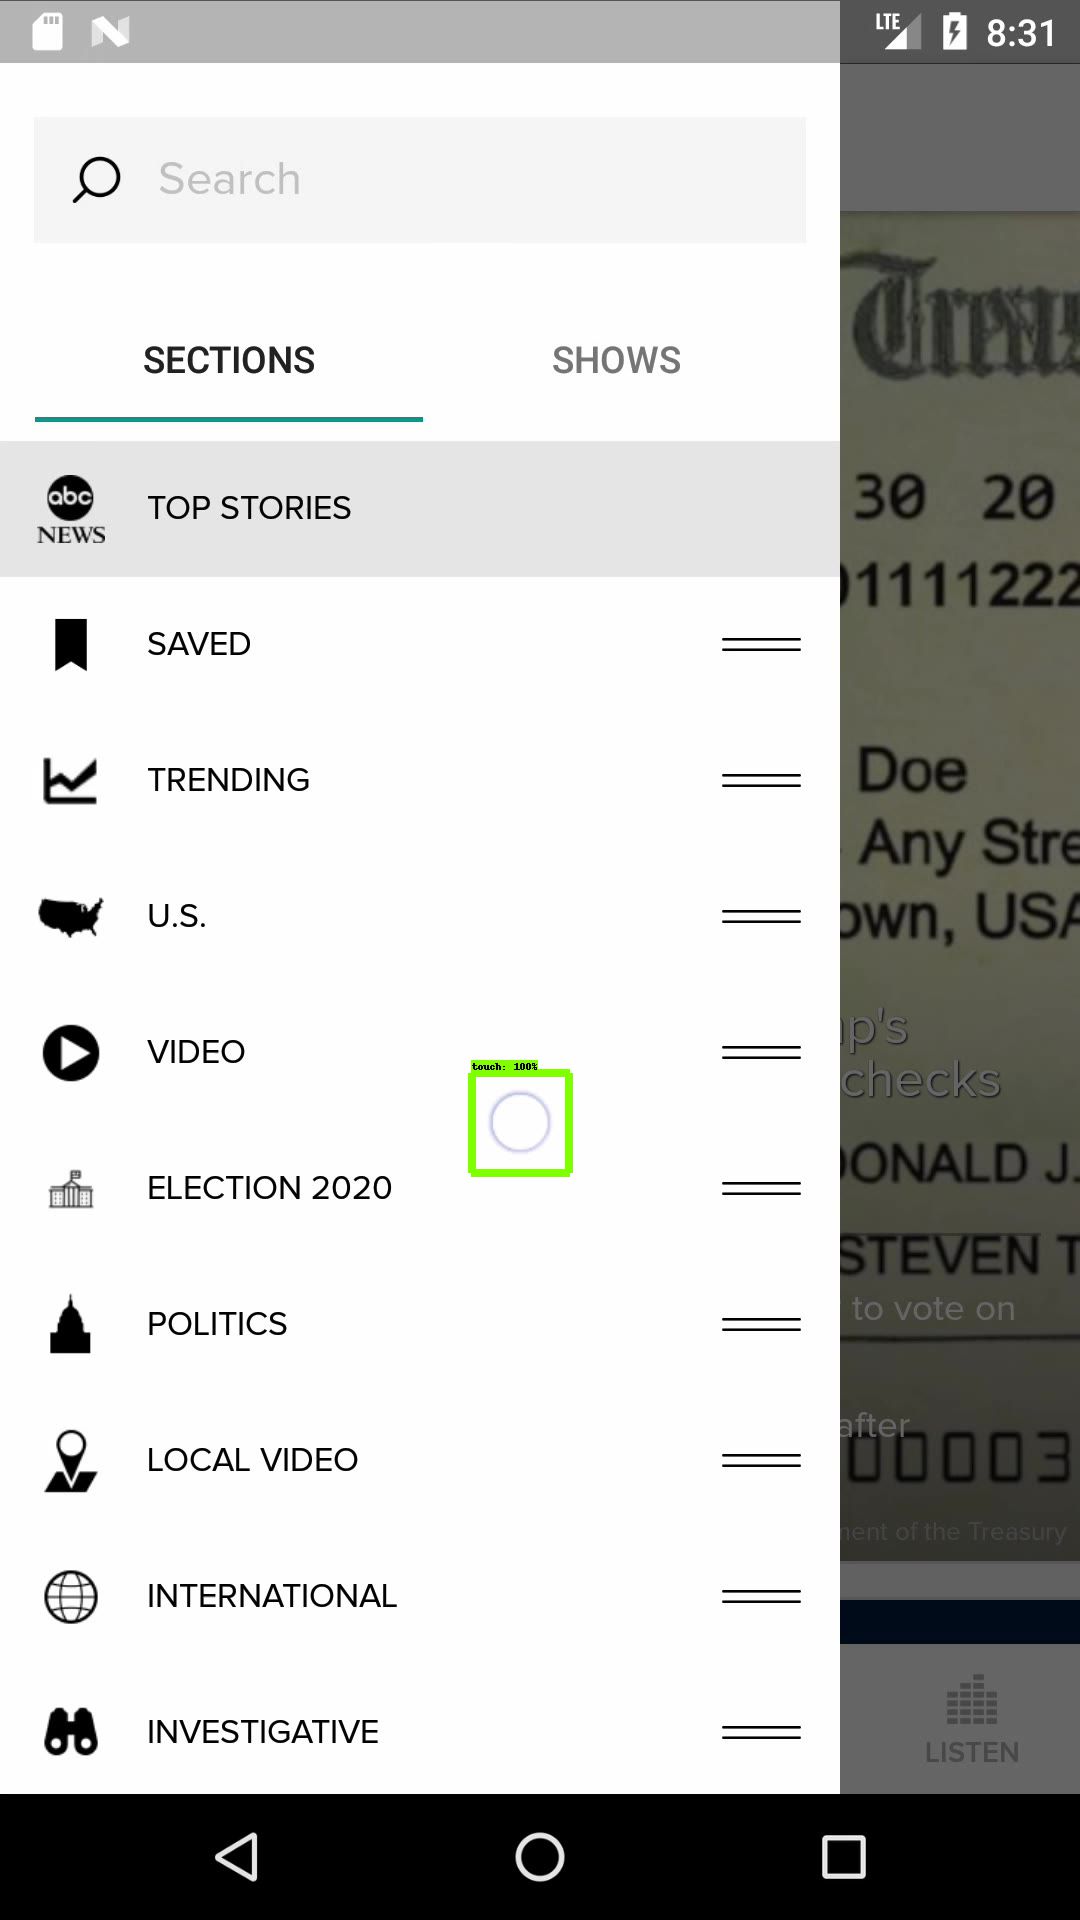 LTE 8:31
Search
SECTIONS SHOWS
abc NEWS TOP STORIES
SAVED
TRENDING
U.S.
VIDEO
touch: 100%
ELECTION 2020
POLITICS
LOCAL VIDEO
INTERNATIONAL
INVESTIGATIVE
30 20
01111222
Doe
Any Stre
own, USA
p's
checks
DONALD J.
STEVEN T
to vote on
after
00003
ment of the Treasury
LISTEN